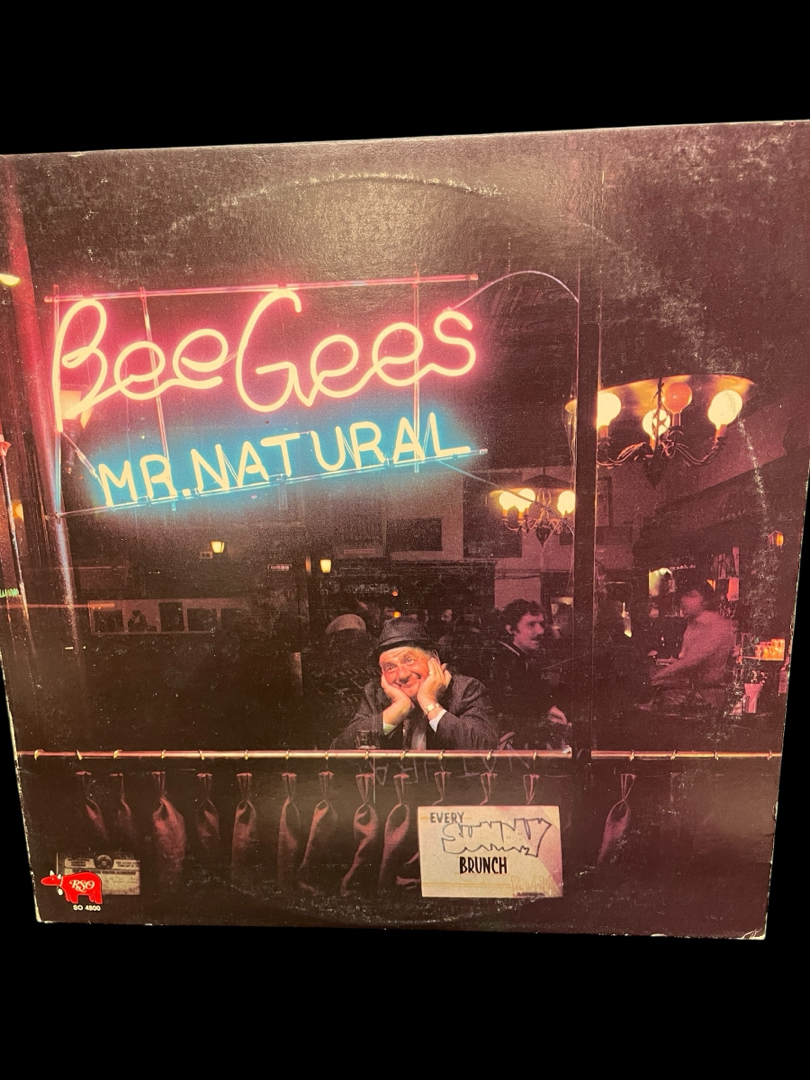 Bee Gees
MR. NATURAL
EVERY
SUNDAY
BRUNCH
RSO
SO 4800